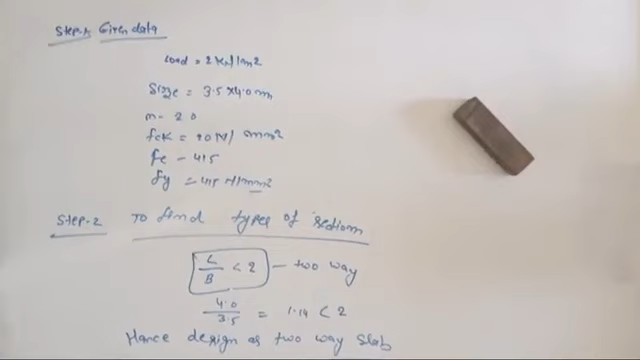 Step-1 Given data
Load = 2 KN/m2
Size = 3.5 x 4.0 m
m - 20
fck = 20 N/mm2
fe - 415
fy = 415 N/mm2
Step-2 To find types of section
L/B < 2 - two way
4.0/3.5 = 1.14 < 2
Hance design as two way slab